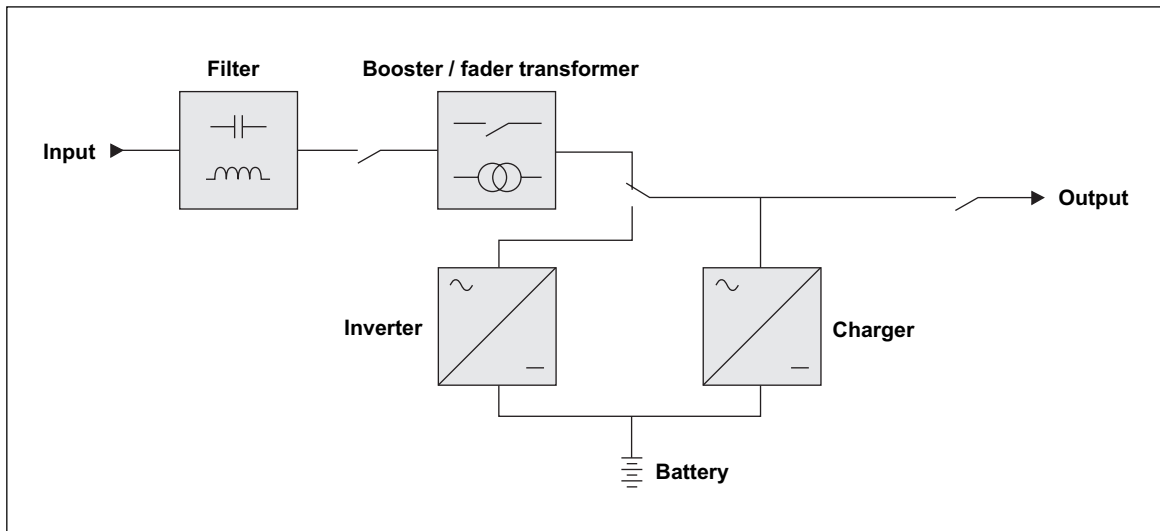 Filter
Booster / fader transformer
Input
Output
Inverter
Charger
Battery